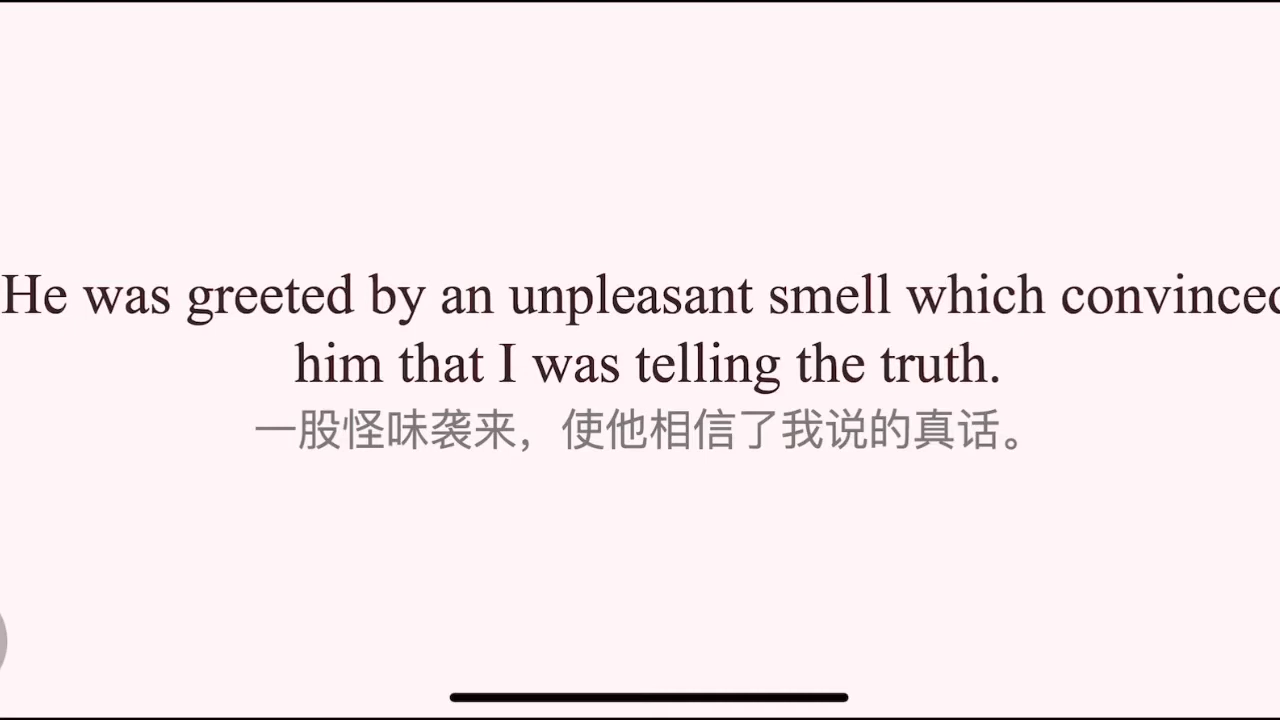 He was greeted by an unpleasant smell which convinced
him that I was telling the truth.
一股怪味袭来，使他相信了我说的真话。